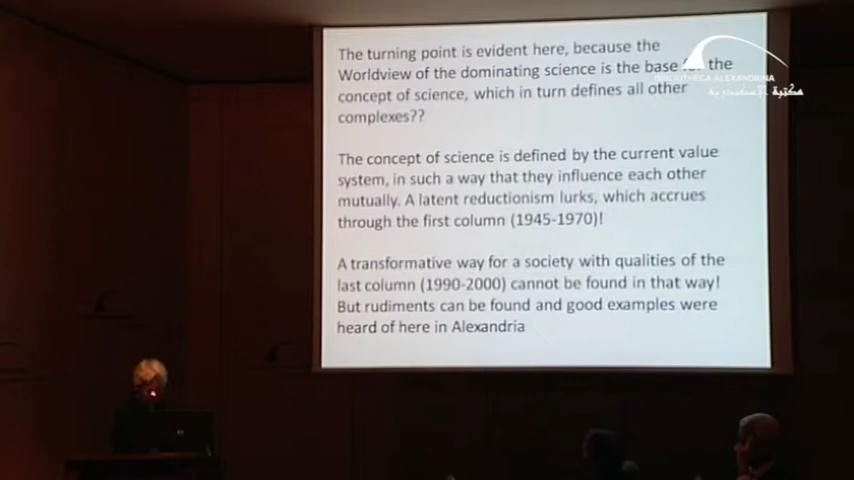 The turning point is evident here, because the
Worldview of the dominating science is the base for the
concept of science, which in turn defines all other
complexes??
The concept of science is defined by the current value
system, in such a way that they influence each other
mutually. A latent reductionism lurks, which accrues
through the first column (1945-1970)!
A transformative way for a society with qualities of the
last column (1990-2000) cannot be found in that way!
But rudiments can be found and good examples were
heard of here in Alexandria
BIBLIOTHECA ALEXANDRINA
مكتبة الإسكندرية